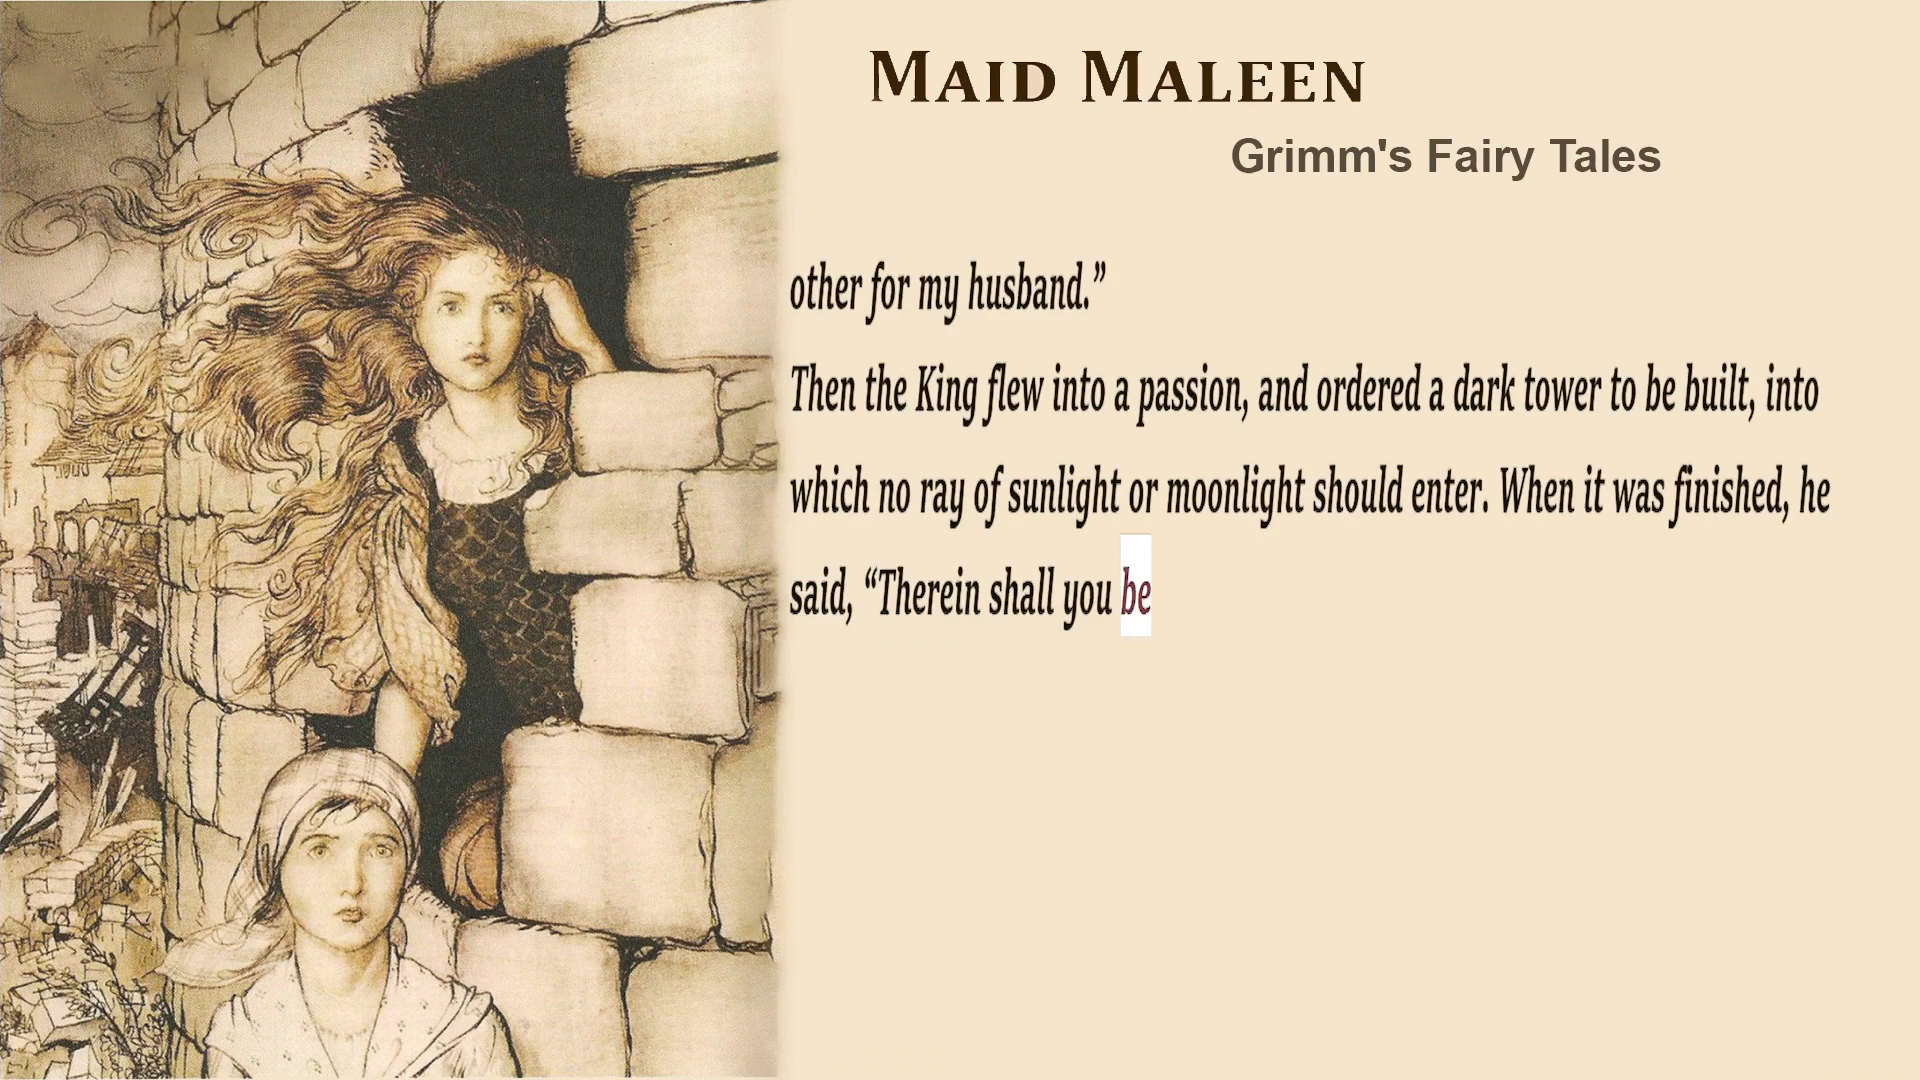 MAID MALEEN
Grimm's Fairy Tales
other for my husband.”
Then the King flew into a passion, and ordered a dark tower to be built, into
which no ray of sunlight or moonlight should enter. When it was finished, he
said, “Therein shall you be